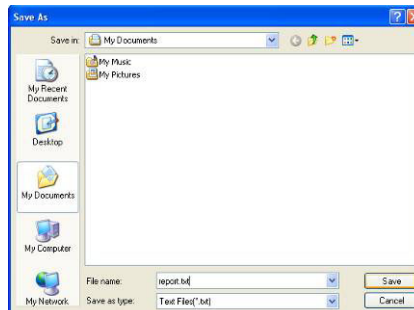 Save As
Save in: My Documents
My Music
My Pictures
My Recent
Documents
Desktop
My Documents
My Computer
My Network
File name: report.txt
Save
Save as type: Text Files(*.txt)
Cancel